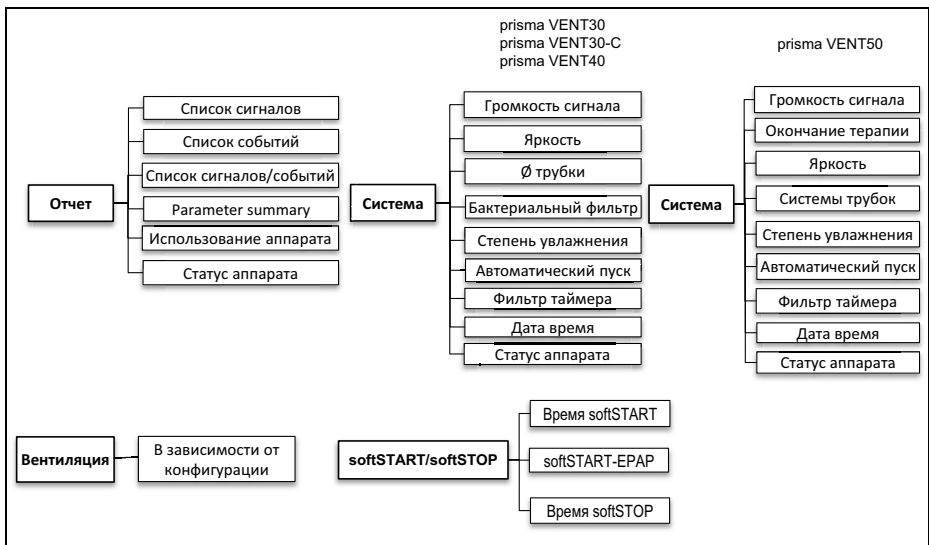 prisma VENT30
prisma VENT30-C
prisma VENT40
prisma VENT50
Отчет
Список сигналов
Список событий
Список сигналов/событий
Parameter summary
Использование аппарата
Статус аппарата
Система
Громкость сигнала
Яркость
Ø трубки
Бактериальный фильтр
Степень увлажнения
Автоматический пуск
Фильтр таймера
Дата время
Статус аппарата
Система
Громкость сигнала
Окончание терапии
Яркость
Системы трубок
Степень увлажнения
Автоматический пуск
Фильтр таймера
Дата время
Статус аппарата
Вентиляция
В зависимости от
конфигурации
softSTART/softSTOP
Время softSTART
softSTART-EPAP
Время softSTOP